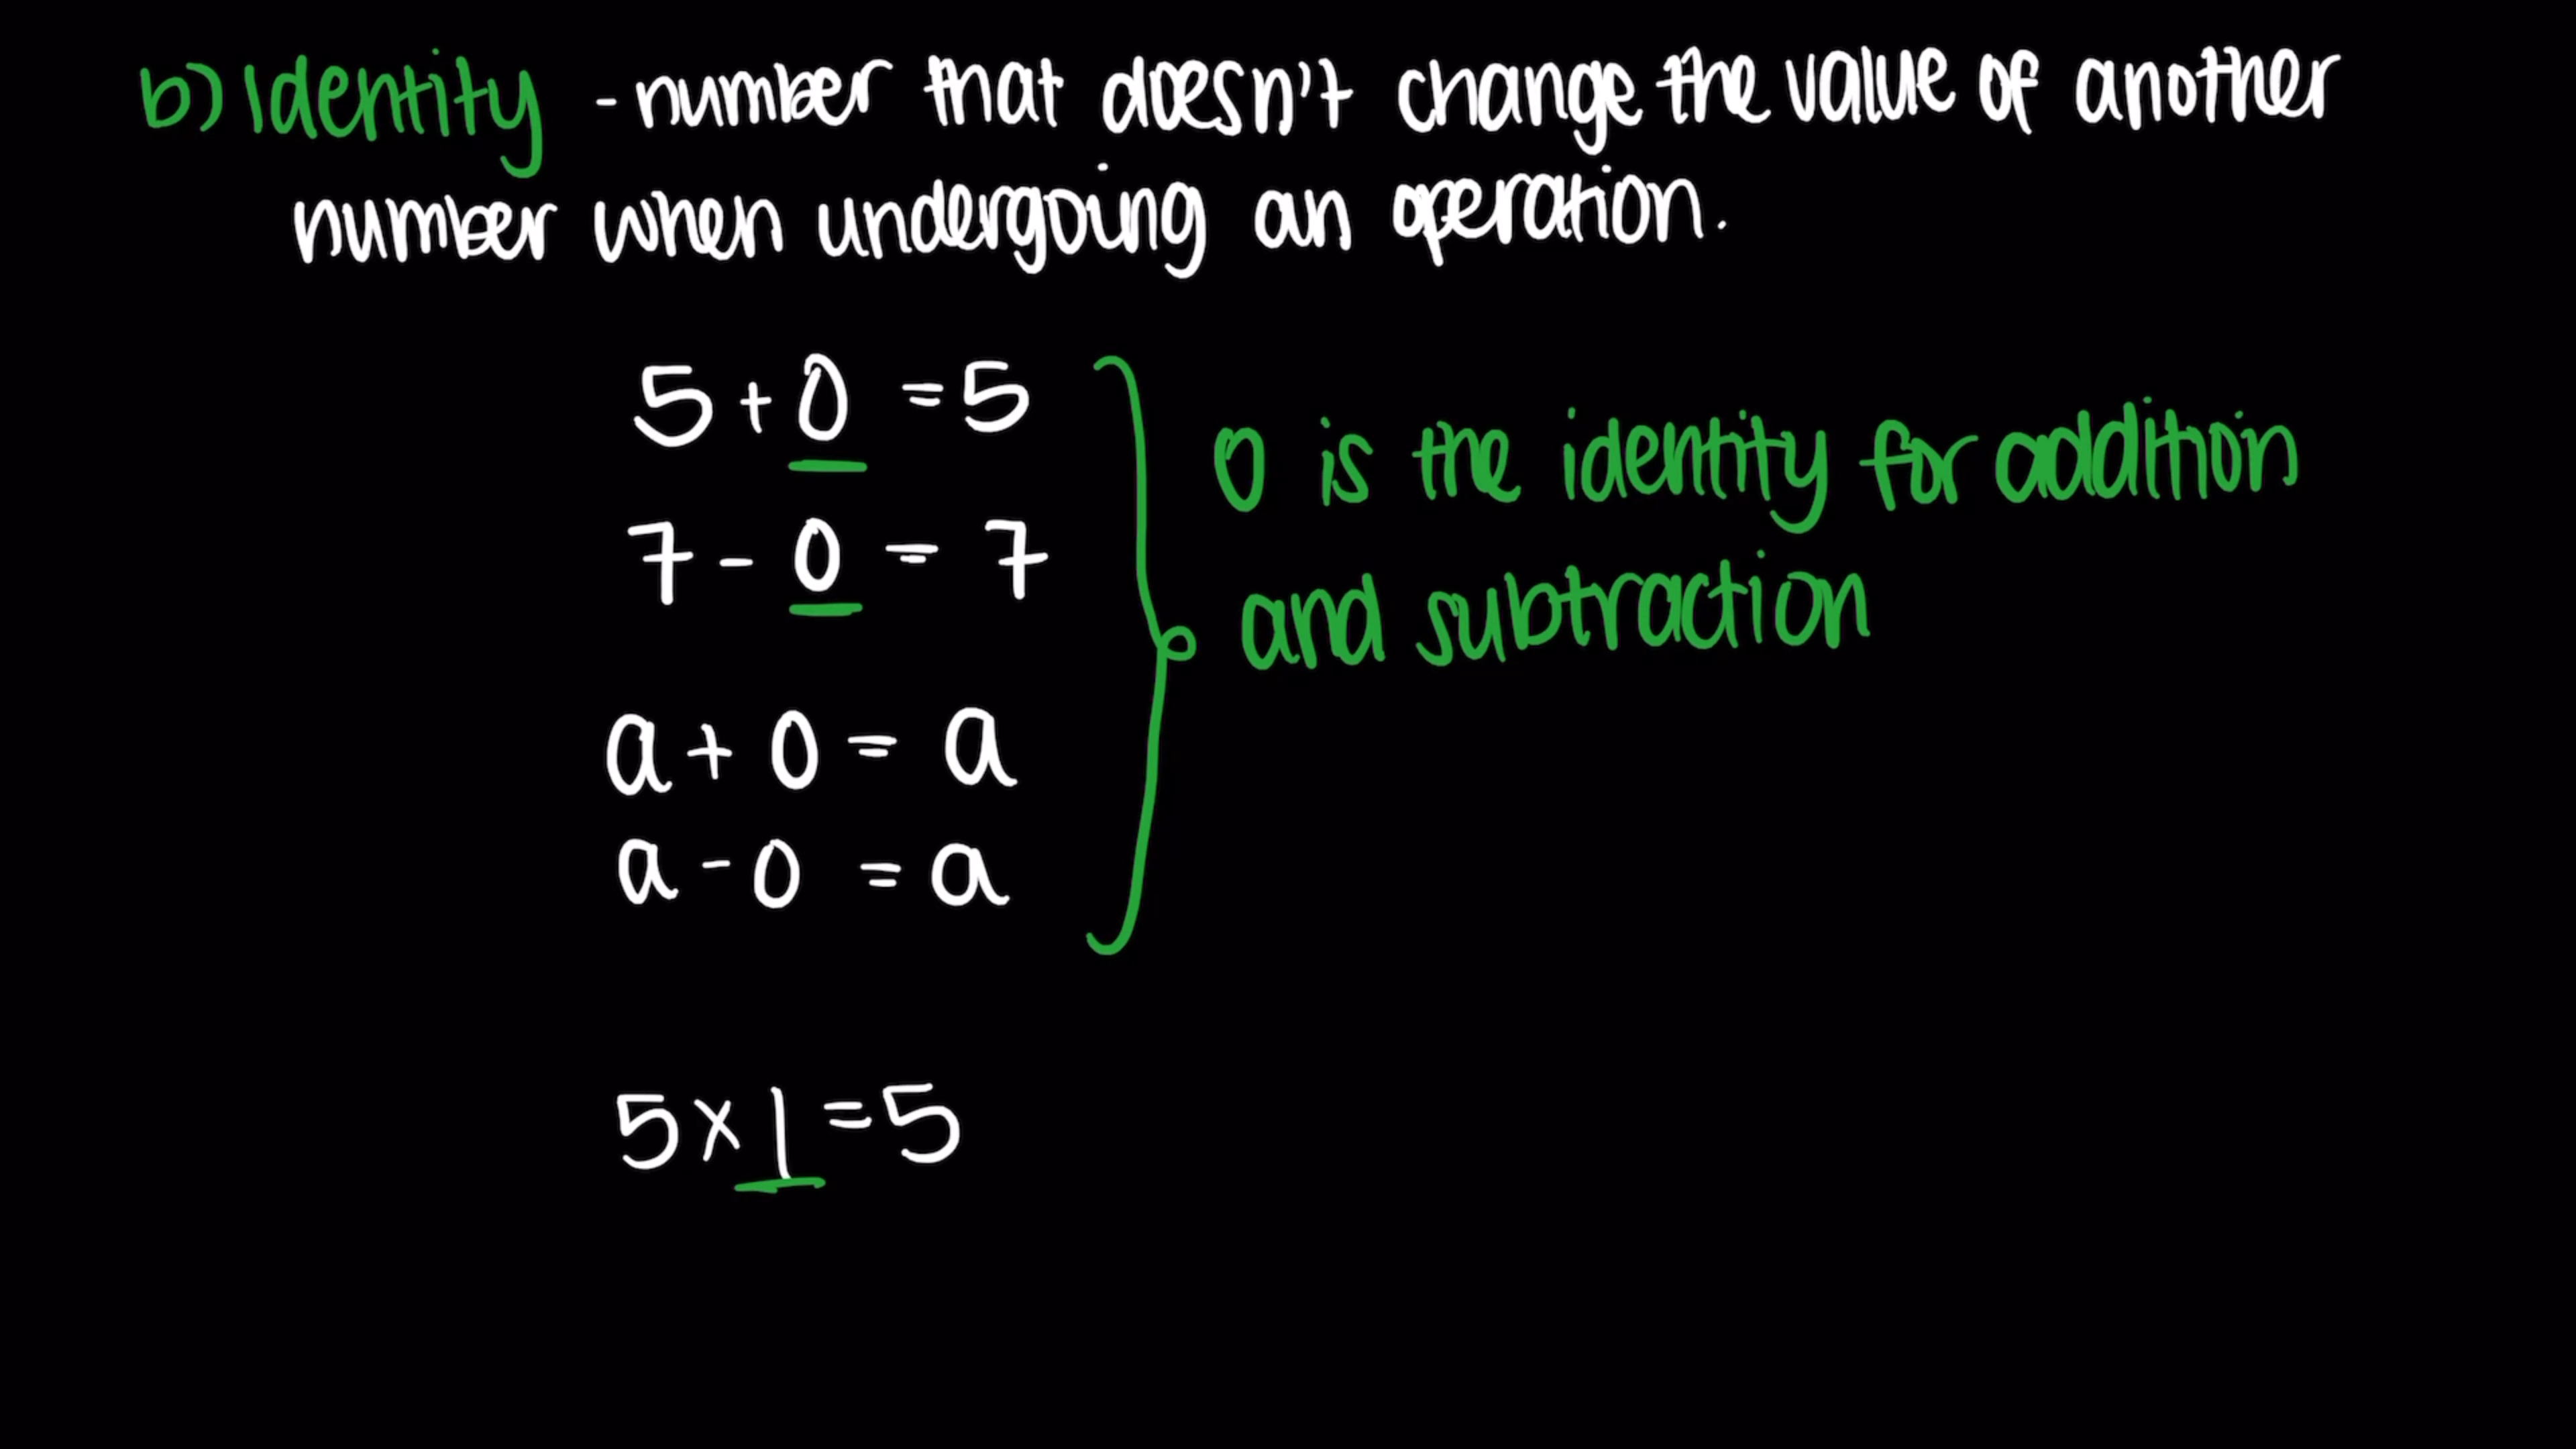 b) Identity - number that doesn't change the value of another
number when undergoing an operation.
5 + 0 = 5
7 - 0 = 7
0 is the identity for addition
and subtraction
a + 0 = a
a - 0 = a
5 x 1 = 5